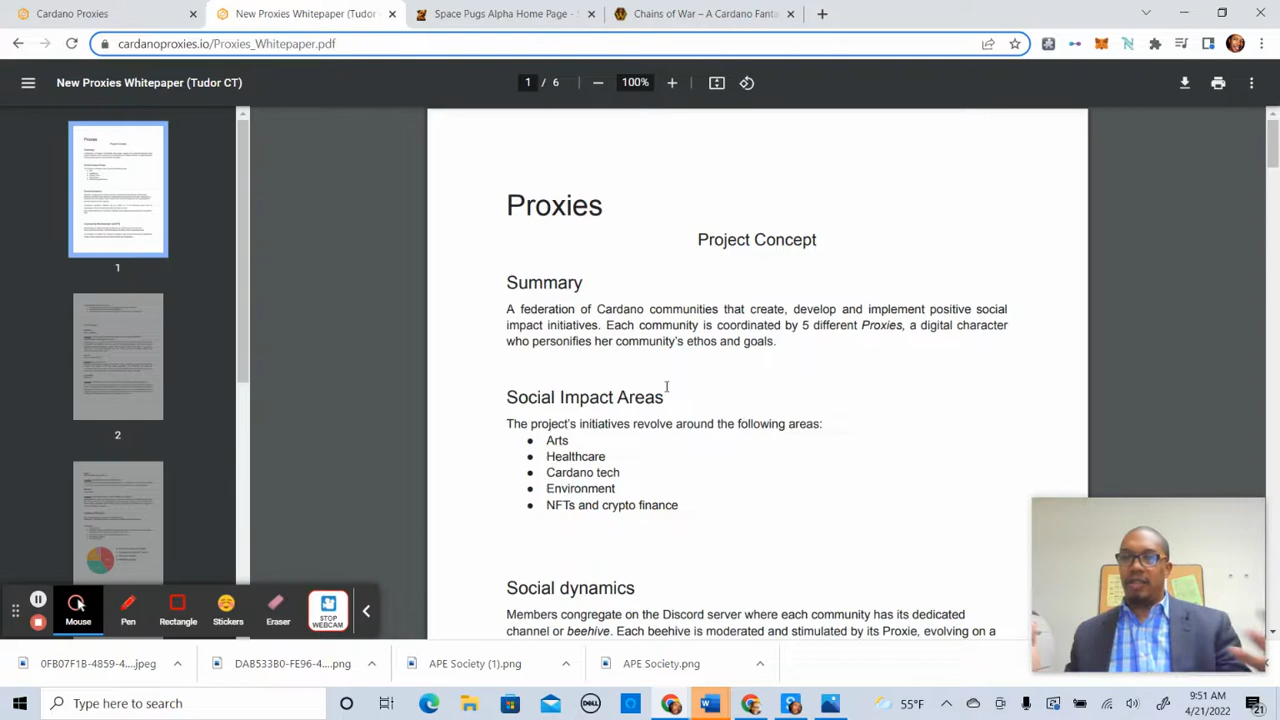 Cardano Proxies
New Proxies Whitepaper (Tudor
Space Pugs Alpha Home Page -
Chains of War – A Cardano Fanta
cardanoproxies.io/Proxies_Whitepaper.pdf
New Proxies Whitepaper (Tudor CT)
1 / 6
100%
Proxies
Project Concept
Summary
A federation of Cardano communities that create, develop and implement positive social
impact initiatives. Each community is coordinated by 5 different Proxies, a digital character
who personifies her community's ethos and goals.
Social Impact Areas
The project's initiatives revolve around the following areas:
● Arts
● Healthcare
● Cardano tech
● Environment
● NFTs and crypto finance
Social dynamics
Members congregate on the Discord server where each community has its dedicated
channel or beehive. Each beehive is moderated and stimulated by its Proxie, evolving on a
1
2
Mouse
Pen
Rectangle
Stickers
Eraser
STOP
WEBCAM
0FB07F1B-4859-4....jpeg
DA533B0-FE96-4....png
APE Society (1).png
APE Society.png
Type here to search
DELL
55°F
9:51 AM
4/21/2022
21